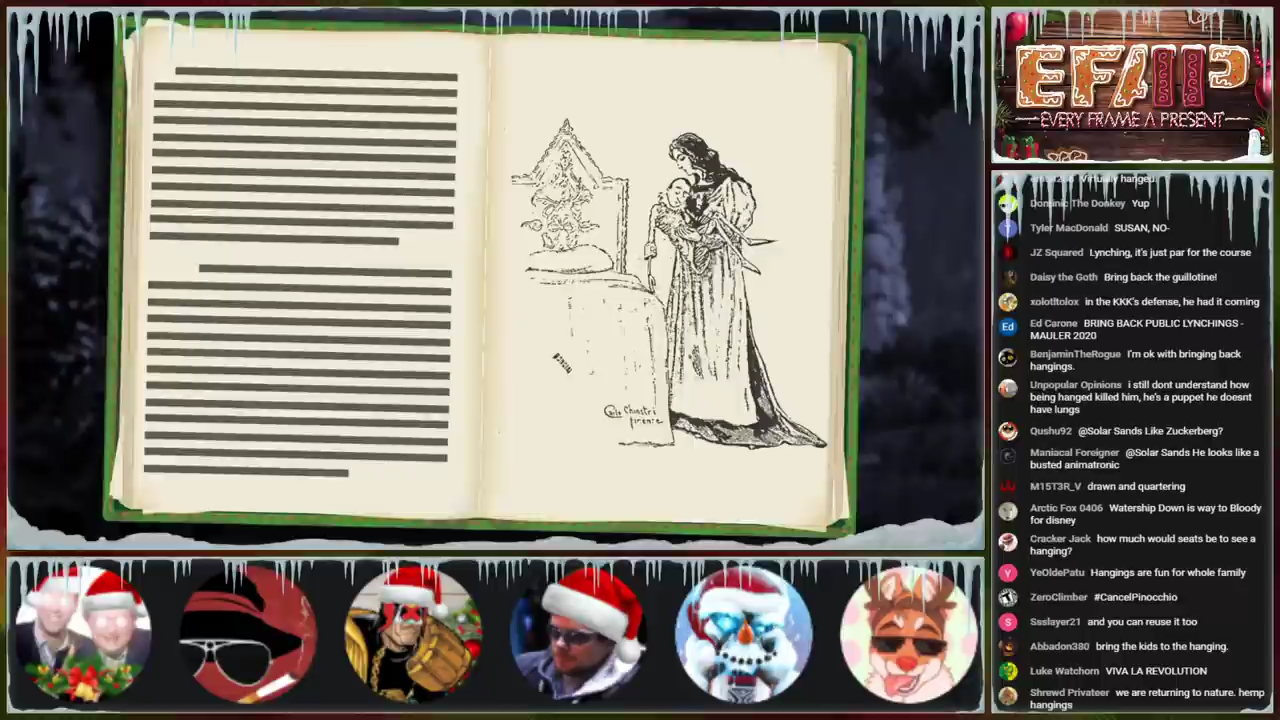 EFAP
EVERY FRAME A PRESENT
Virtually hanged
Dominic The Donkey Yup
Tyler MacDonald SUSAN, NO-
JZ Squared Lynching, it's just par for the course
Daisy the Goth Bring back the guillotine!
xolotltolox in the KKK's defense, he had it coming
Ed
Ed Carone BRING BACK PUBLIC LYNCHINGS -
MAULER 2020
BenjaminTheRogue I'm ok with bringing back
hangings.
Unpopular Opinions i still dont understand how
being hanged killed him, he's a puppet he doesnt
have lungs
Qushu92 @Solar Sands Like Zuckerberg?
Maniacal Foreigner @Solar Sands He looks like a
busted animatronic
M15T3R_V drawn and quartering
Arctic Fox 0406 Watership Down is way to Bloody
for disney
Cracker Jack how much would seats be to see a
hanging?
Y
YeOldePatu Hangings are fun for whole family
ZeroClimber #CancelPinocchio
S
Ssslayer21 and you can reuse it too
Abbadon380 bring the kids to the hanging.
Luke Watchorn VIVA LA REVOLUTION
Shrewd Privateer we are returning to nature. hemp
hangings
Chiostri
firenze